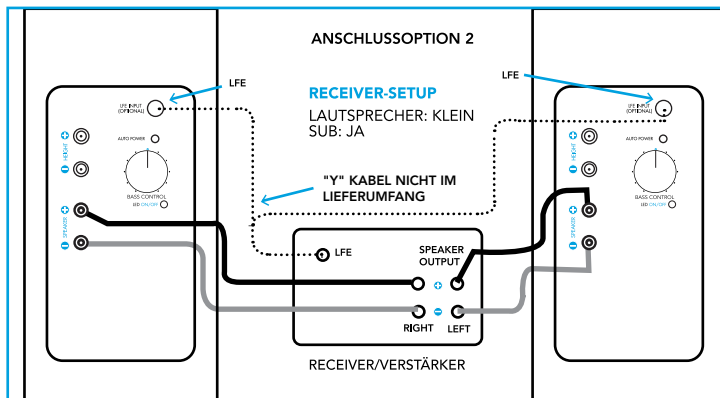 ANSCHLUSSOPTION 2
LFE
LFE INPUT
(OPTIONAL)
AUTO POWER
+
HEIGHT
−
BASS CONTROL
LED ON/OFF
+
SPEAKER
−
RECEIVER-SETUP
LAUTSPRECHER: KLEIN
SUB: JA
"Y" KABEL NICHT IM
LIEFERUMFANG
LFE
SPEAKER
OUTPUT
+
−
RIGHT
LEFT
RECEIVER/VERSTÄRKER
LFE
LFE INPUT
(OPTIONAL)
AUTO POWER
+
HEIGHT
−
BASS CONTROL
LED ON/OFF
+
SPEAKER
−